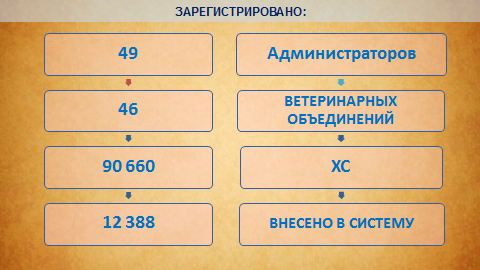 ЗАРЕГИСТРИРОВАНО:
49
Администраторов
46
ВЕТЕРИНАРНЫХ
ОБЪЕДИНЕНИЙ
90 660
ХС
12 388
ВНЕСЕНО В СИСТЕМУ